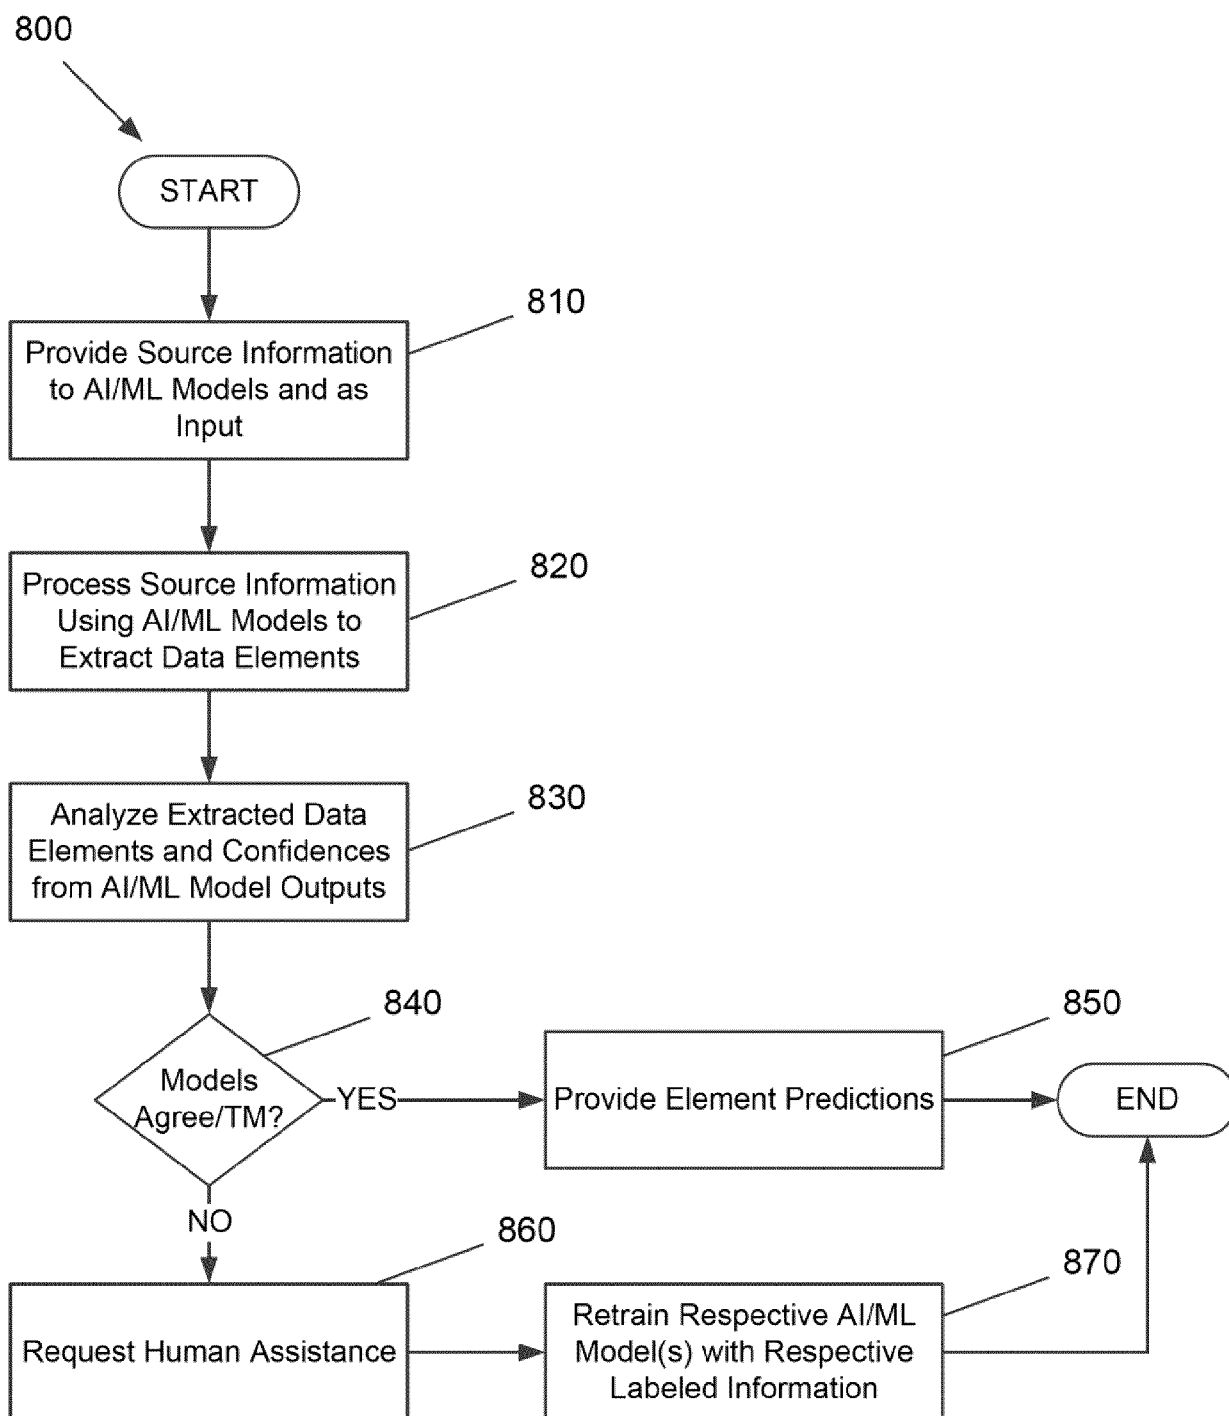 800
START
810
Provide Source Information
to AI/ML Models and as
Input
820
Process Source Information
Using AI/ML Models to
Extract Data Elements
830
Analyze Extracted Data
Elements and Confidences
from AI/ML Model Outputs
840
Models
Agree/TM?
YES
850
Provide Element Predictions
END
NO
860
Request Human Assistance
870
Retrain Respective AI/ML
Model(s) with Respective
Labeled Information